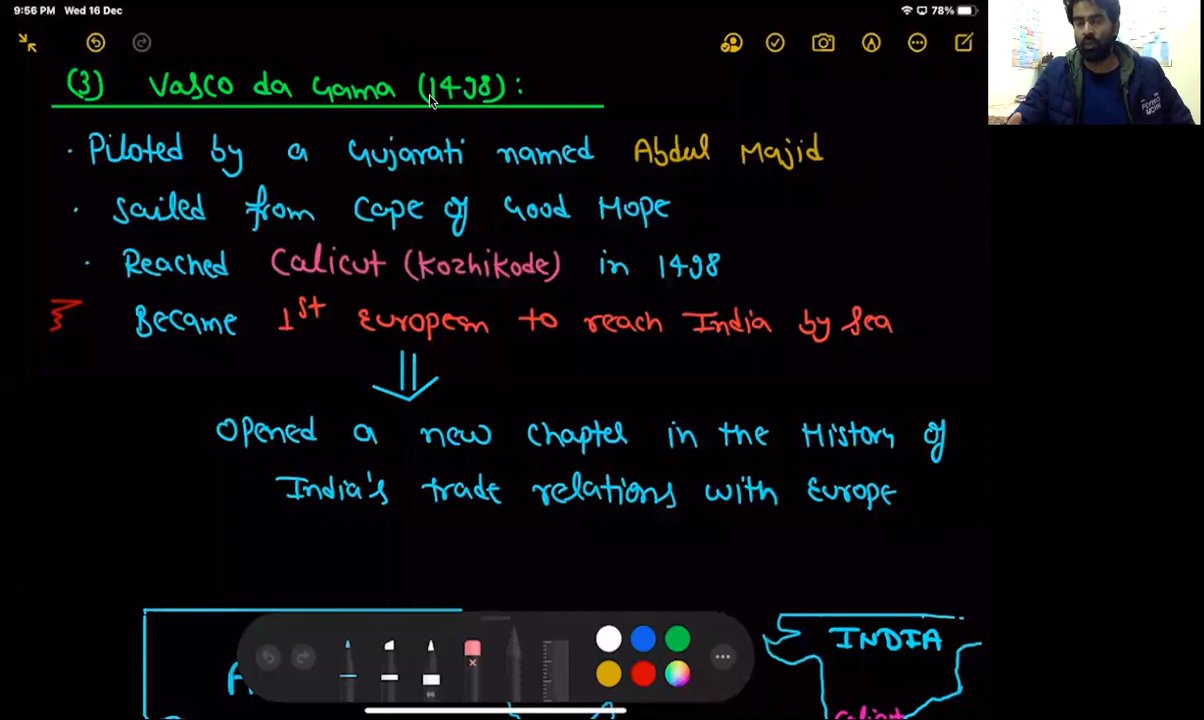 9:56 PM Wed 16 Dec
78%
(3) Vasco da Gama (1498):
· Piloted by a Gujarati named Abdul Majid
· Sailed from Cape of Good Hope
· Reached Calicut (Kozhikode) in 1498
Became 1st European to reach India by Sea
Opened a new Chapter in the History of
India's trade relations with Europe
INDIA